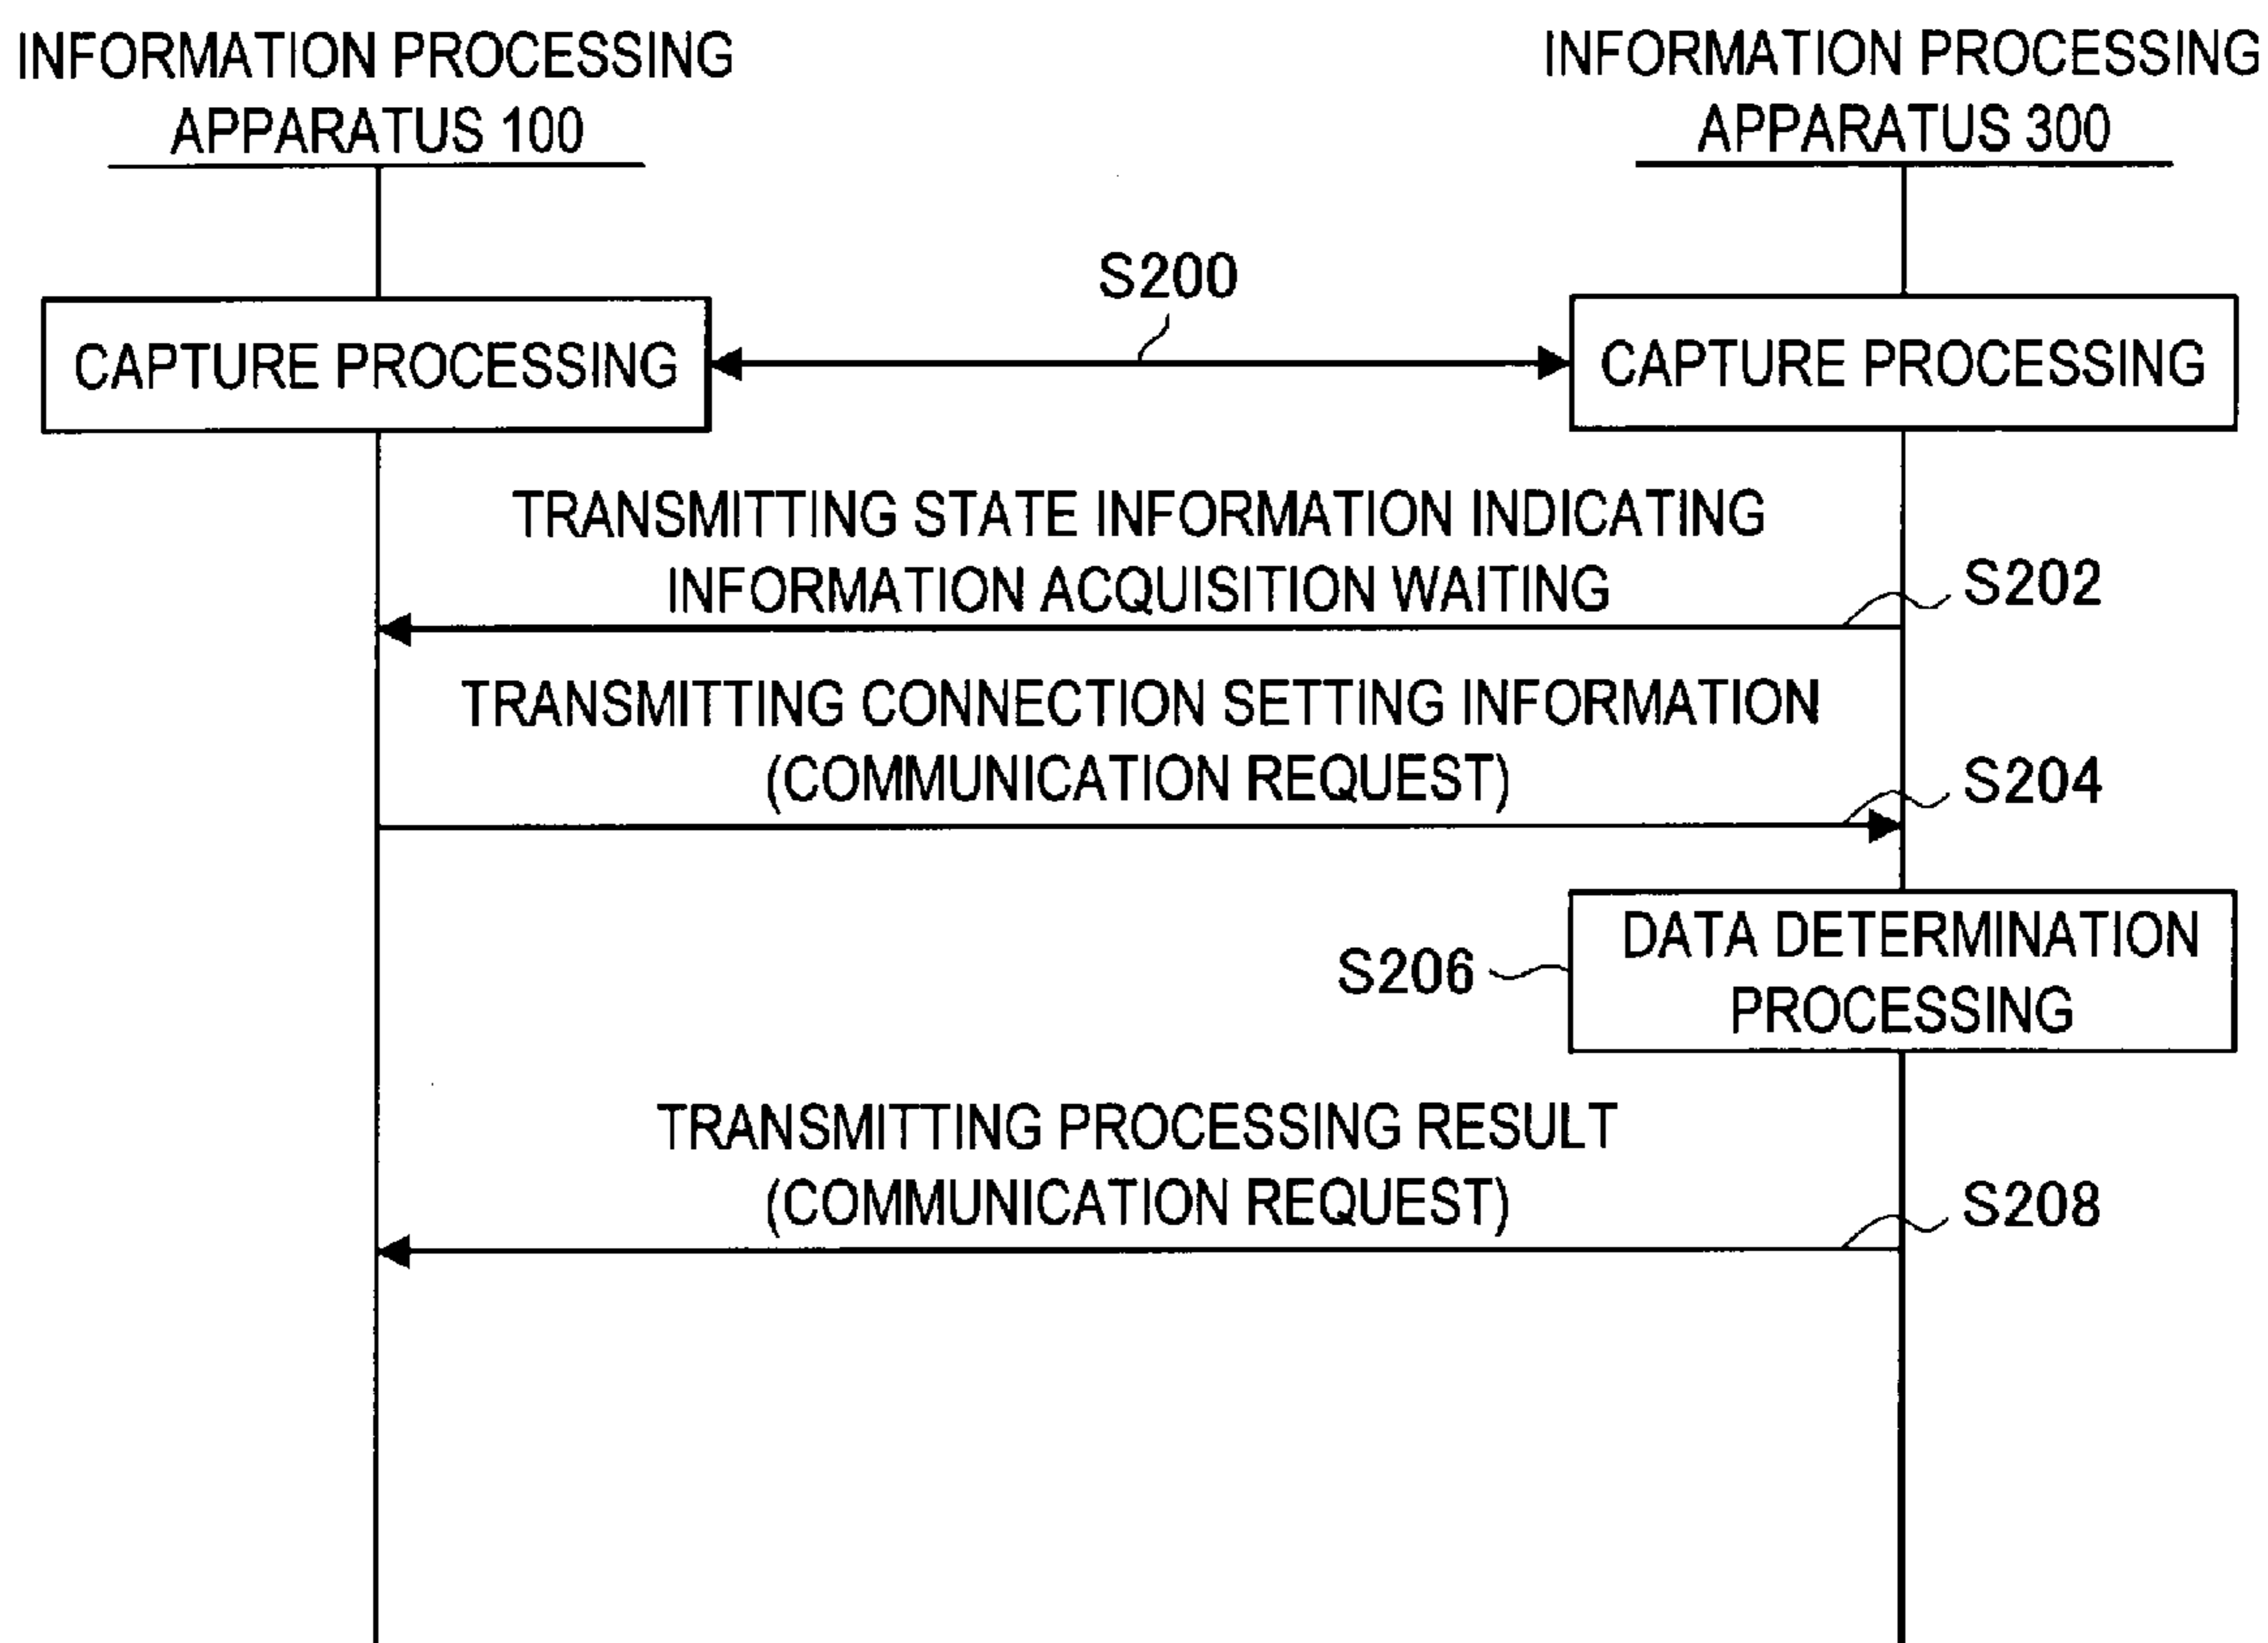 INFORMATION PROCESSING
APPARATUS 100
INFORMATION PROCESSING
APPARATUS 300
S200
CAPTURE PROCESSING
CAPTURE PROCESSING
TRANSMITTING STATE INFORMATION INDICATING
INFORMATION ACQUISITION WAITING
S202
TRANSMITTING CONNECTION SETTING INFORMATION
(COMMUNICATION REQUEST)
S204
S206
DATA DETERMINATION
PROCESSING
TRANSMITTING PROCESSING RESULT
(COMMUNICATION REQUEST)
S208